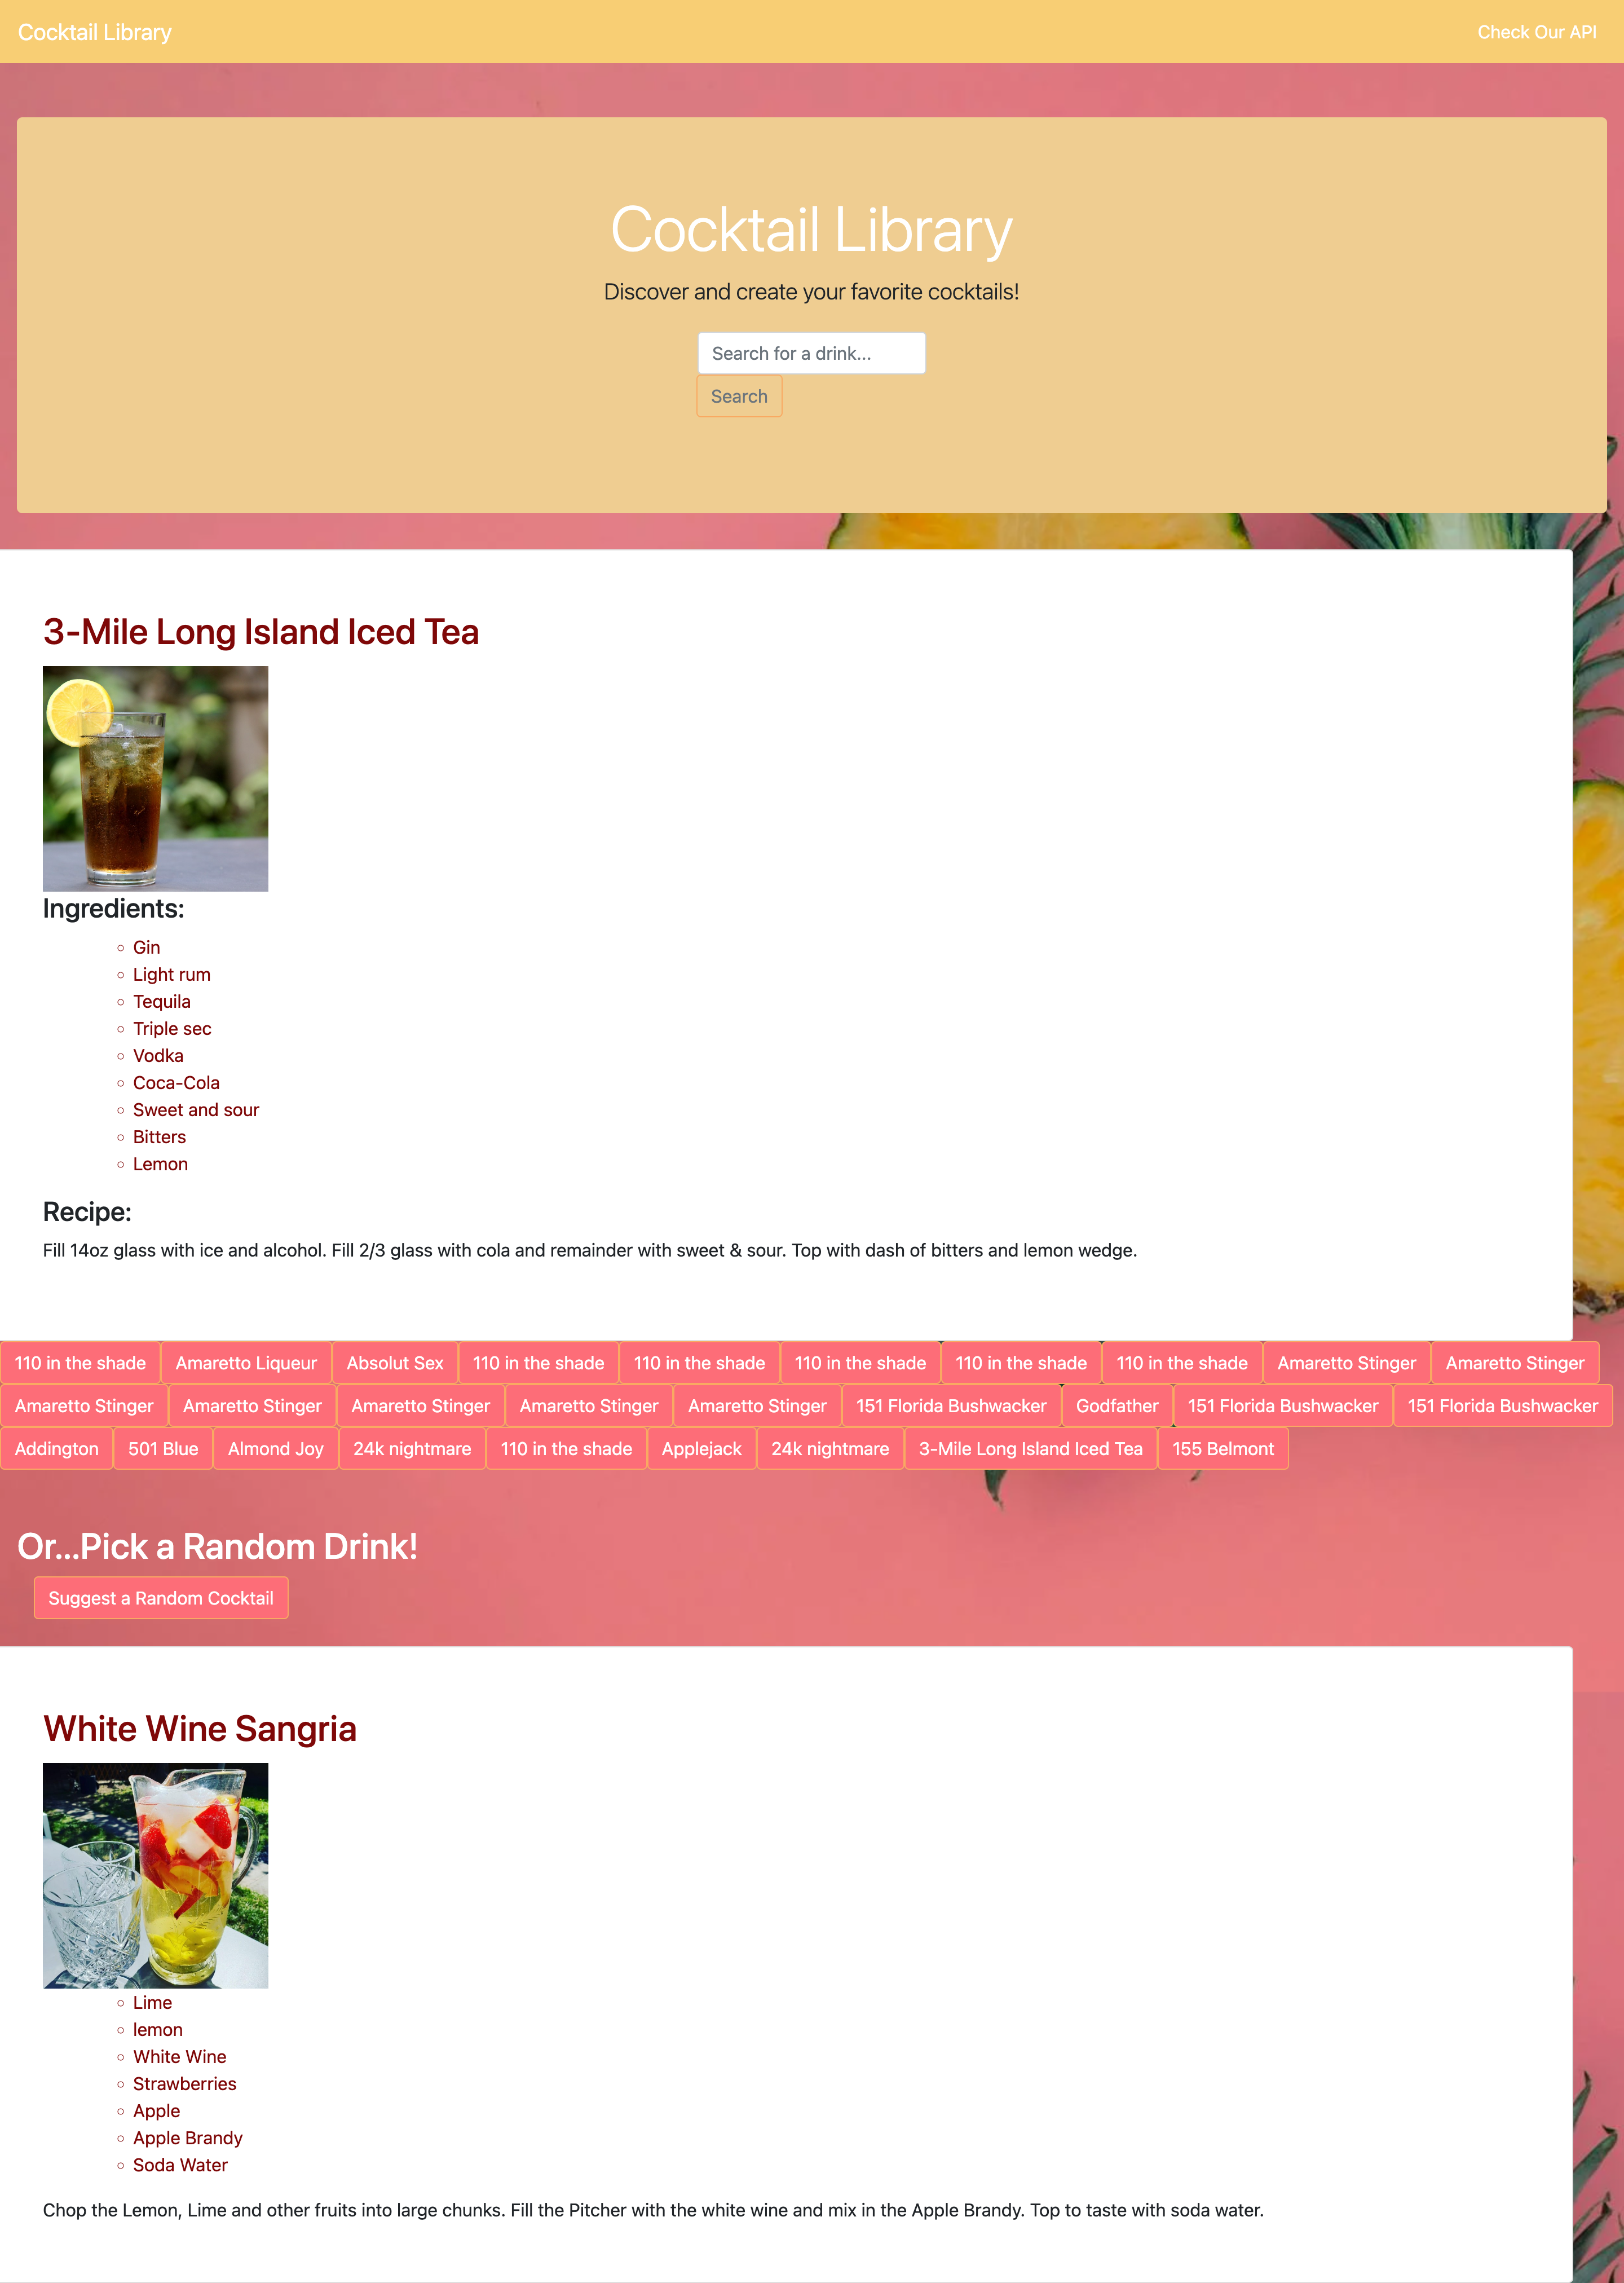 Cocktail Library
Check Our API
Cocktail Library
Discover and create your favorite cocktails!
Search for a drink...
Search
3-Mile Long Island Iced Tea
Ingredients:
Gin
Light rum
Tequila
Triple sec
Vodka
Coca-Cola
Sweet and sour
Bitters
Lemon
Recipe:
Fill 14oz glass with ice and alcohol. Fill 2/3 glass with cola and remainder with sweet & sour. Top with dash of bitters and lemon wedge.
110 in the shade Amaretto Liqueur Absolut Sex 110 in the shade 110 in the shade 110 in the shade 110 in the shade 110 in the shade Amaretto Stinger Amaretto Stinger
Amaretto Stinger Amaretto Stinger Amaretto Stinger Amaretto Stinger Amaretto Stinger 151 Florida Bushwacker Godfather 151 Florida Bushwacker 151 Florida Bushwacker
Addington 501 Blue Almond Joy 24k nightmare 110 in the shade Applejack 24k nightmare 3-Mile Long Island Iced Tea 155 Belmont
Or...Pick a Random Drink!
Suggest a Random Cocktail
White Wine Sangria
Lime
lemon
White Wine
Strawberries
Apple
Apple Brandy
Soda Water
Chop the Lemon, Lime and other fruits into large chunks. Fill the Pitcher with the white wine and mix in the Apple Brandy. Top to taste with soda water.